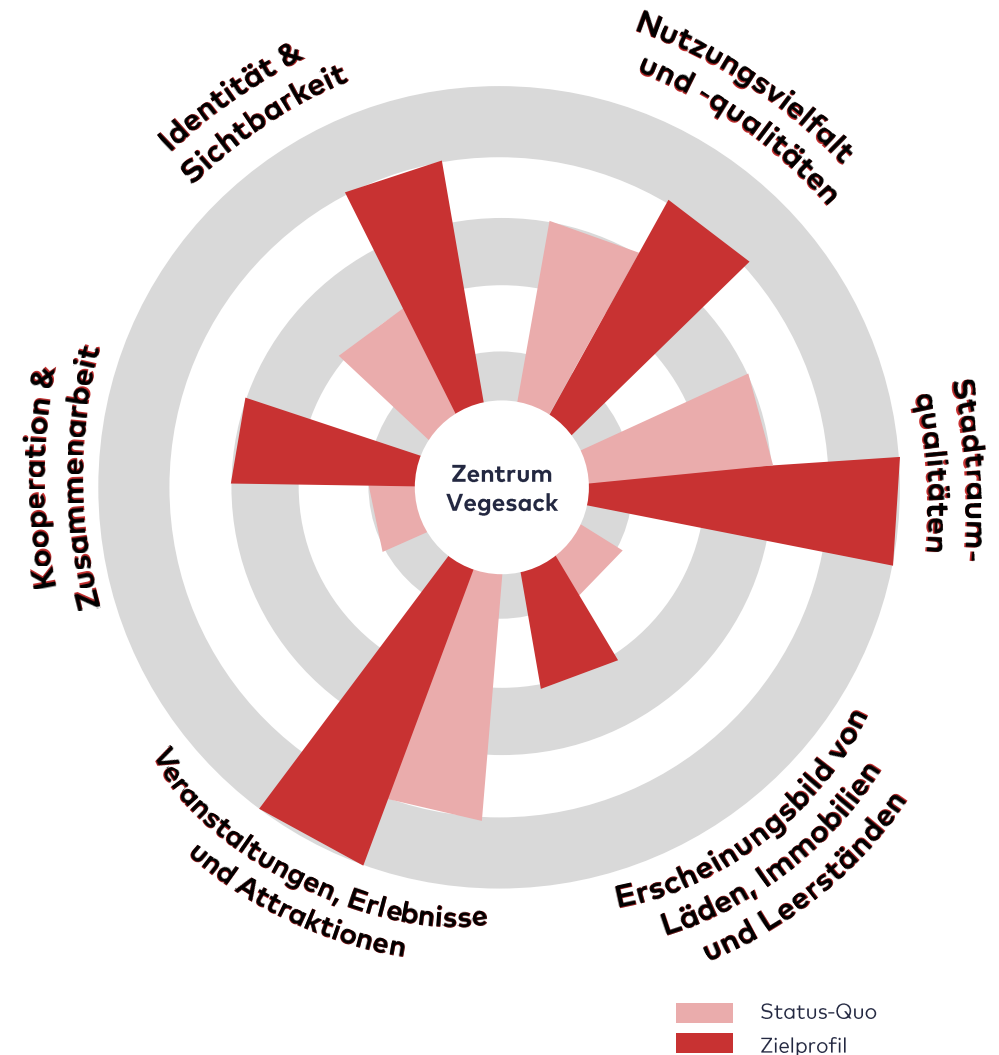 Identität &
Sichtbarkeit
Nutzungsvielfalt
und -qualitäten
Kooperation &
Zusammenarbeit
Zentrum
Vegesack
Stadtraum-
qualitäten
Veranstaltungen, Erlebnisse
und Attraktionen
Erscheinungsbild von
Läden, Immobilien
und Leerständen
Status-Quo
Zielprofil